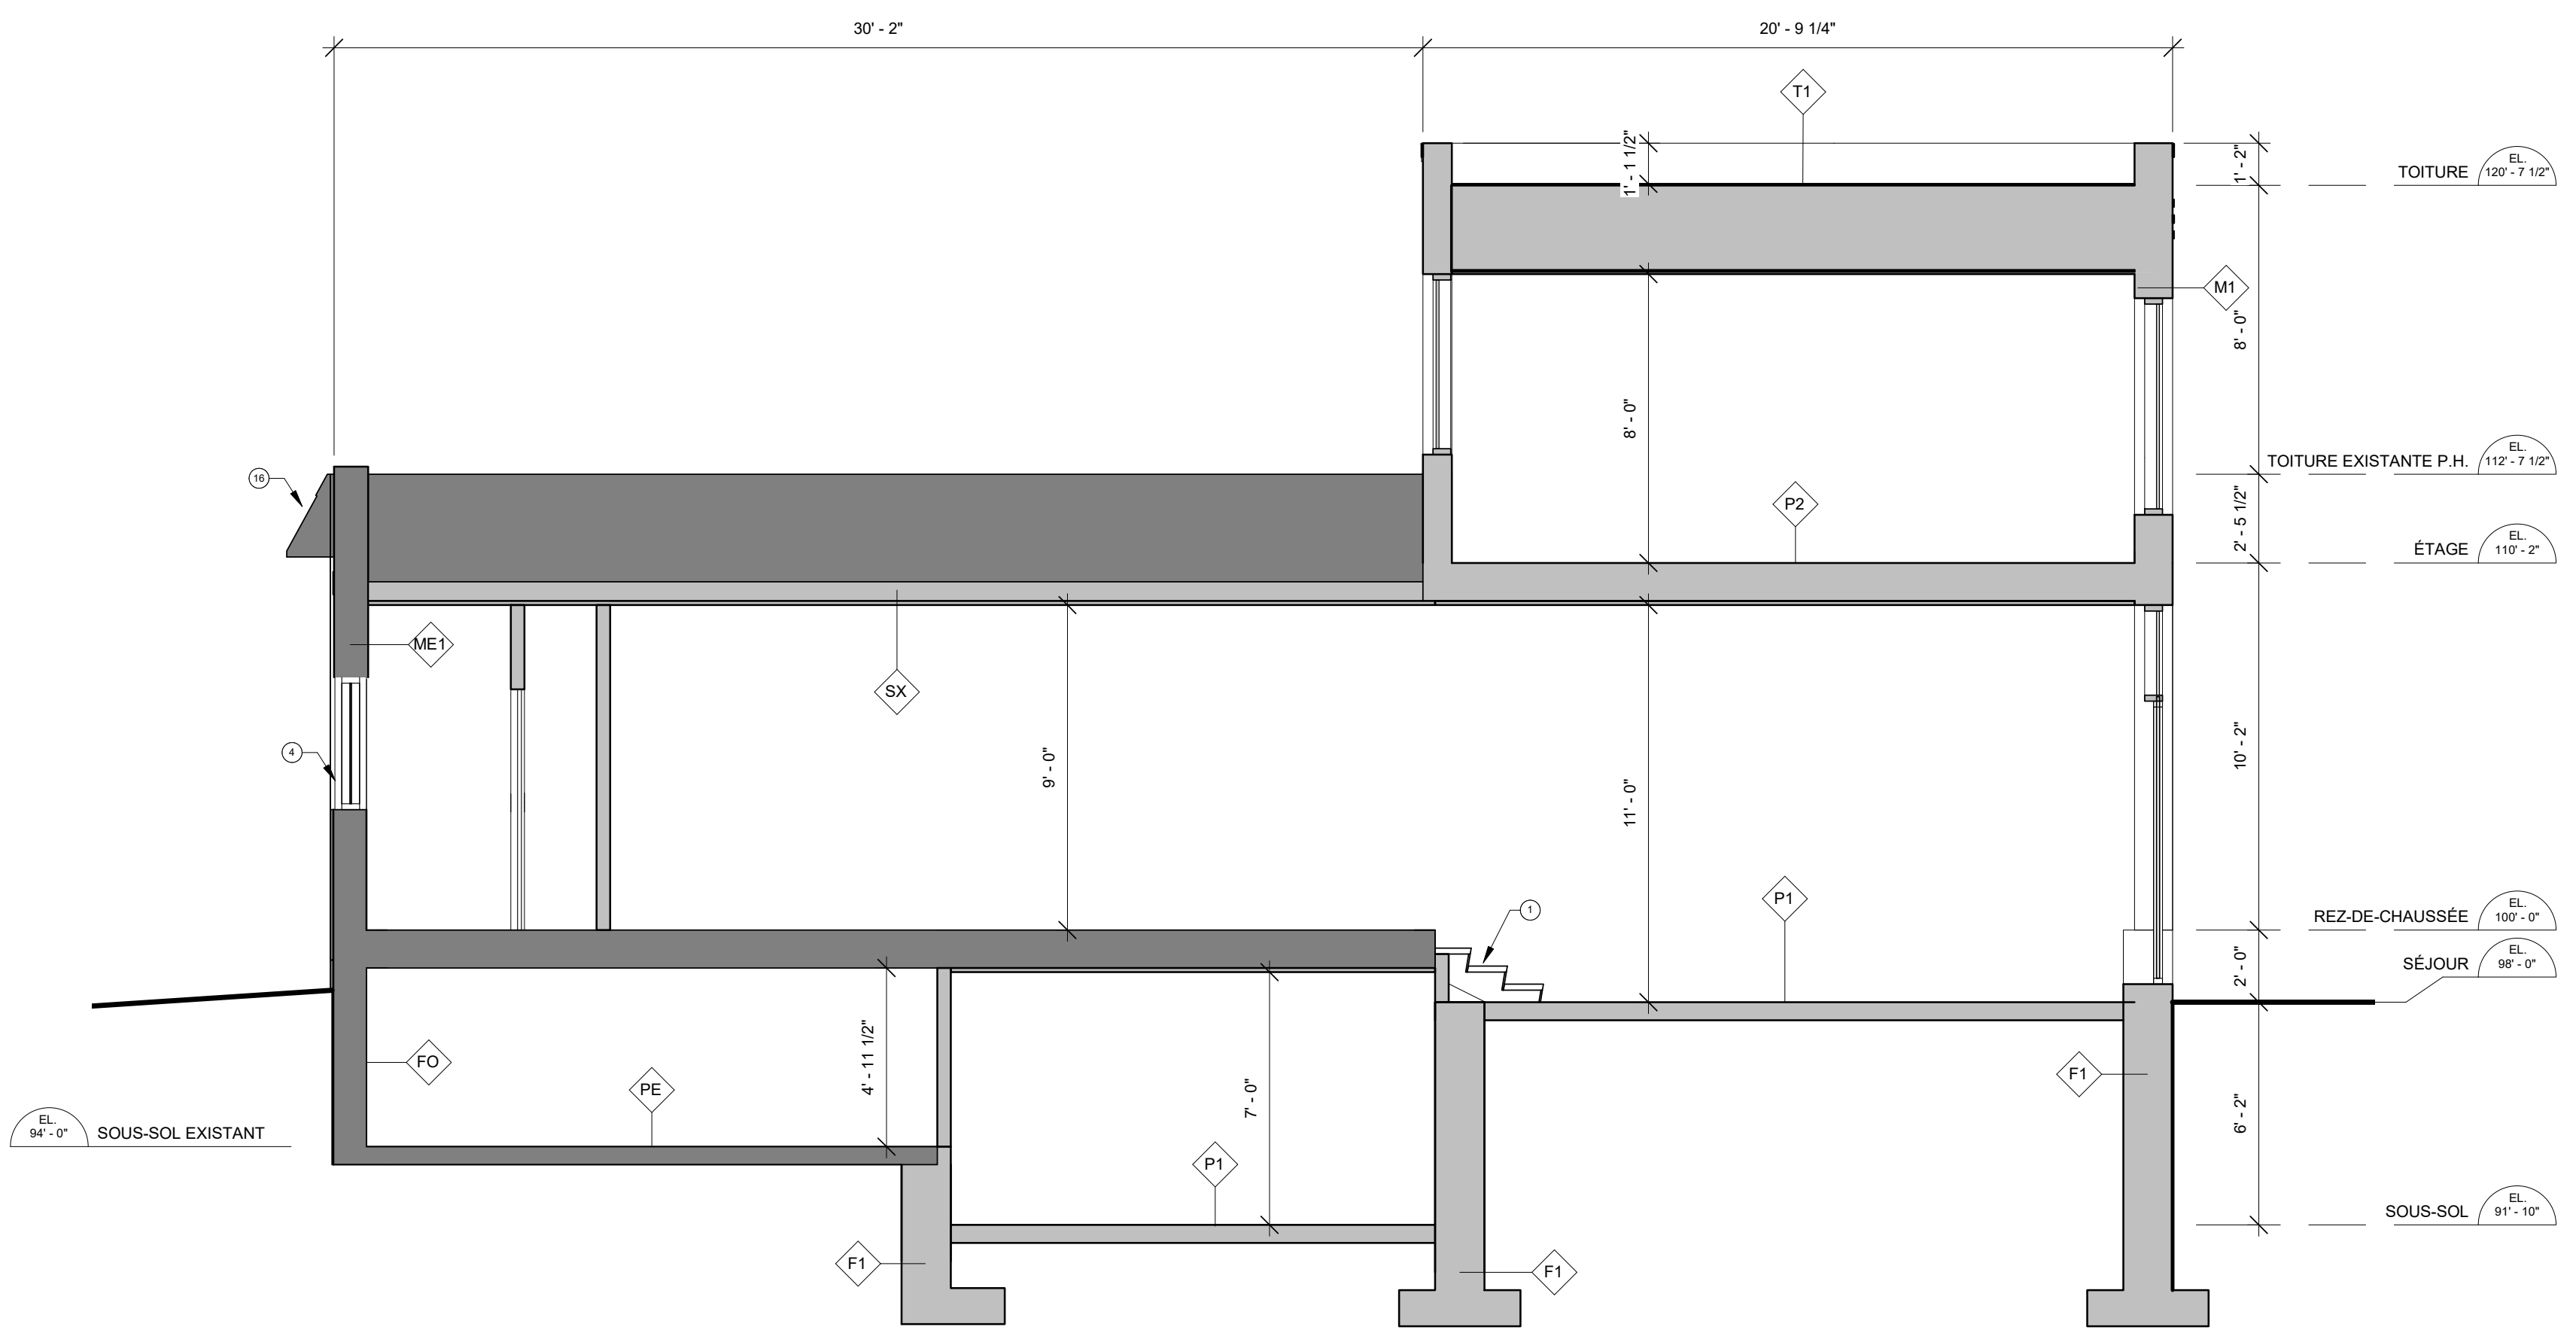 30' - 2"
20' - 9 1/4"
T1
1' - 1 1/2"
1' - 2"
TOITURE
EL.
120' - 7 1/2"
M1
8' - 0"
8' - 0"
TOITURE EXISTANTE P.H.
EL.
112' - 7 1/2"
16
P2
2' - 5 1/2"
ÉTAGE
EL.
110' - 2"
ME1
SX
4
9' - 0"
11' - 0"
10' - 2"
P1
1
REZ-DE-CHAUSSÉE
EL.
100' - 0"
SÉJOUR
EL.
98' - 0"
2' - 0"
FO
4' - 11 1/2"
PE
7' - 0"
F1
6' - 2"
EL.
94' - 0"
SOUS-SOL EXISTANT
P1
SOUS-SOL
EL.
91' - 10"
F1
F1